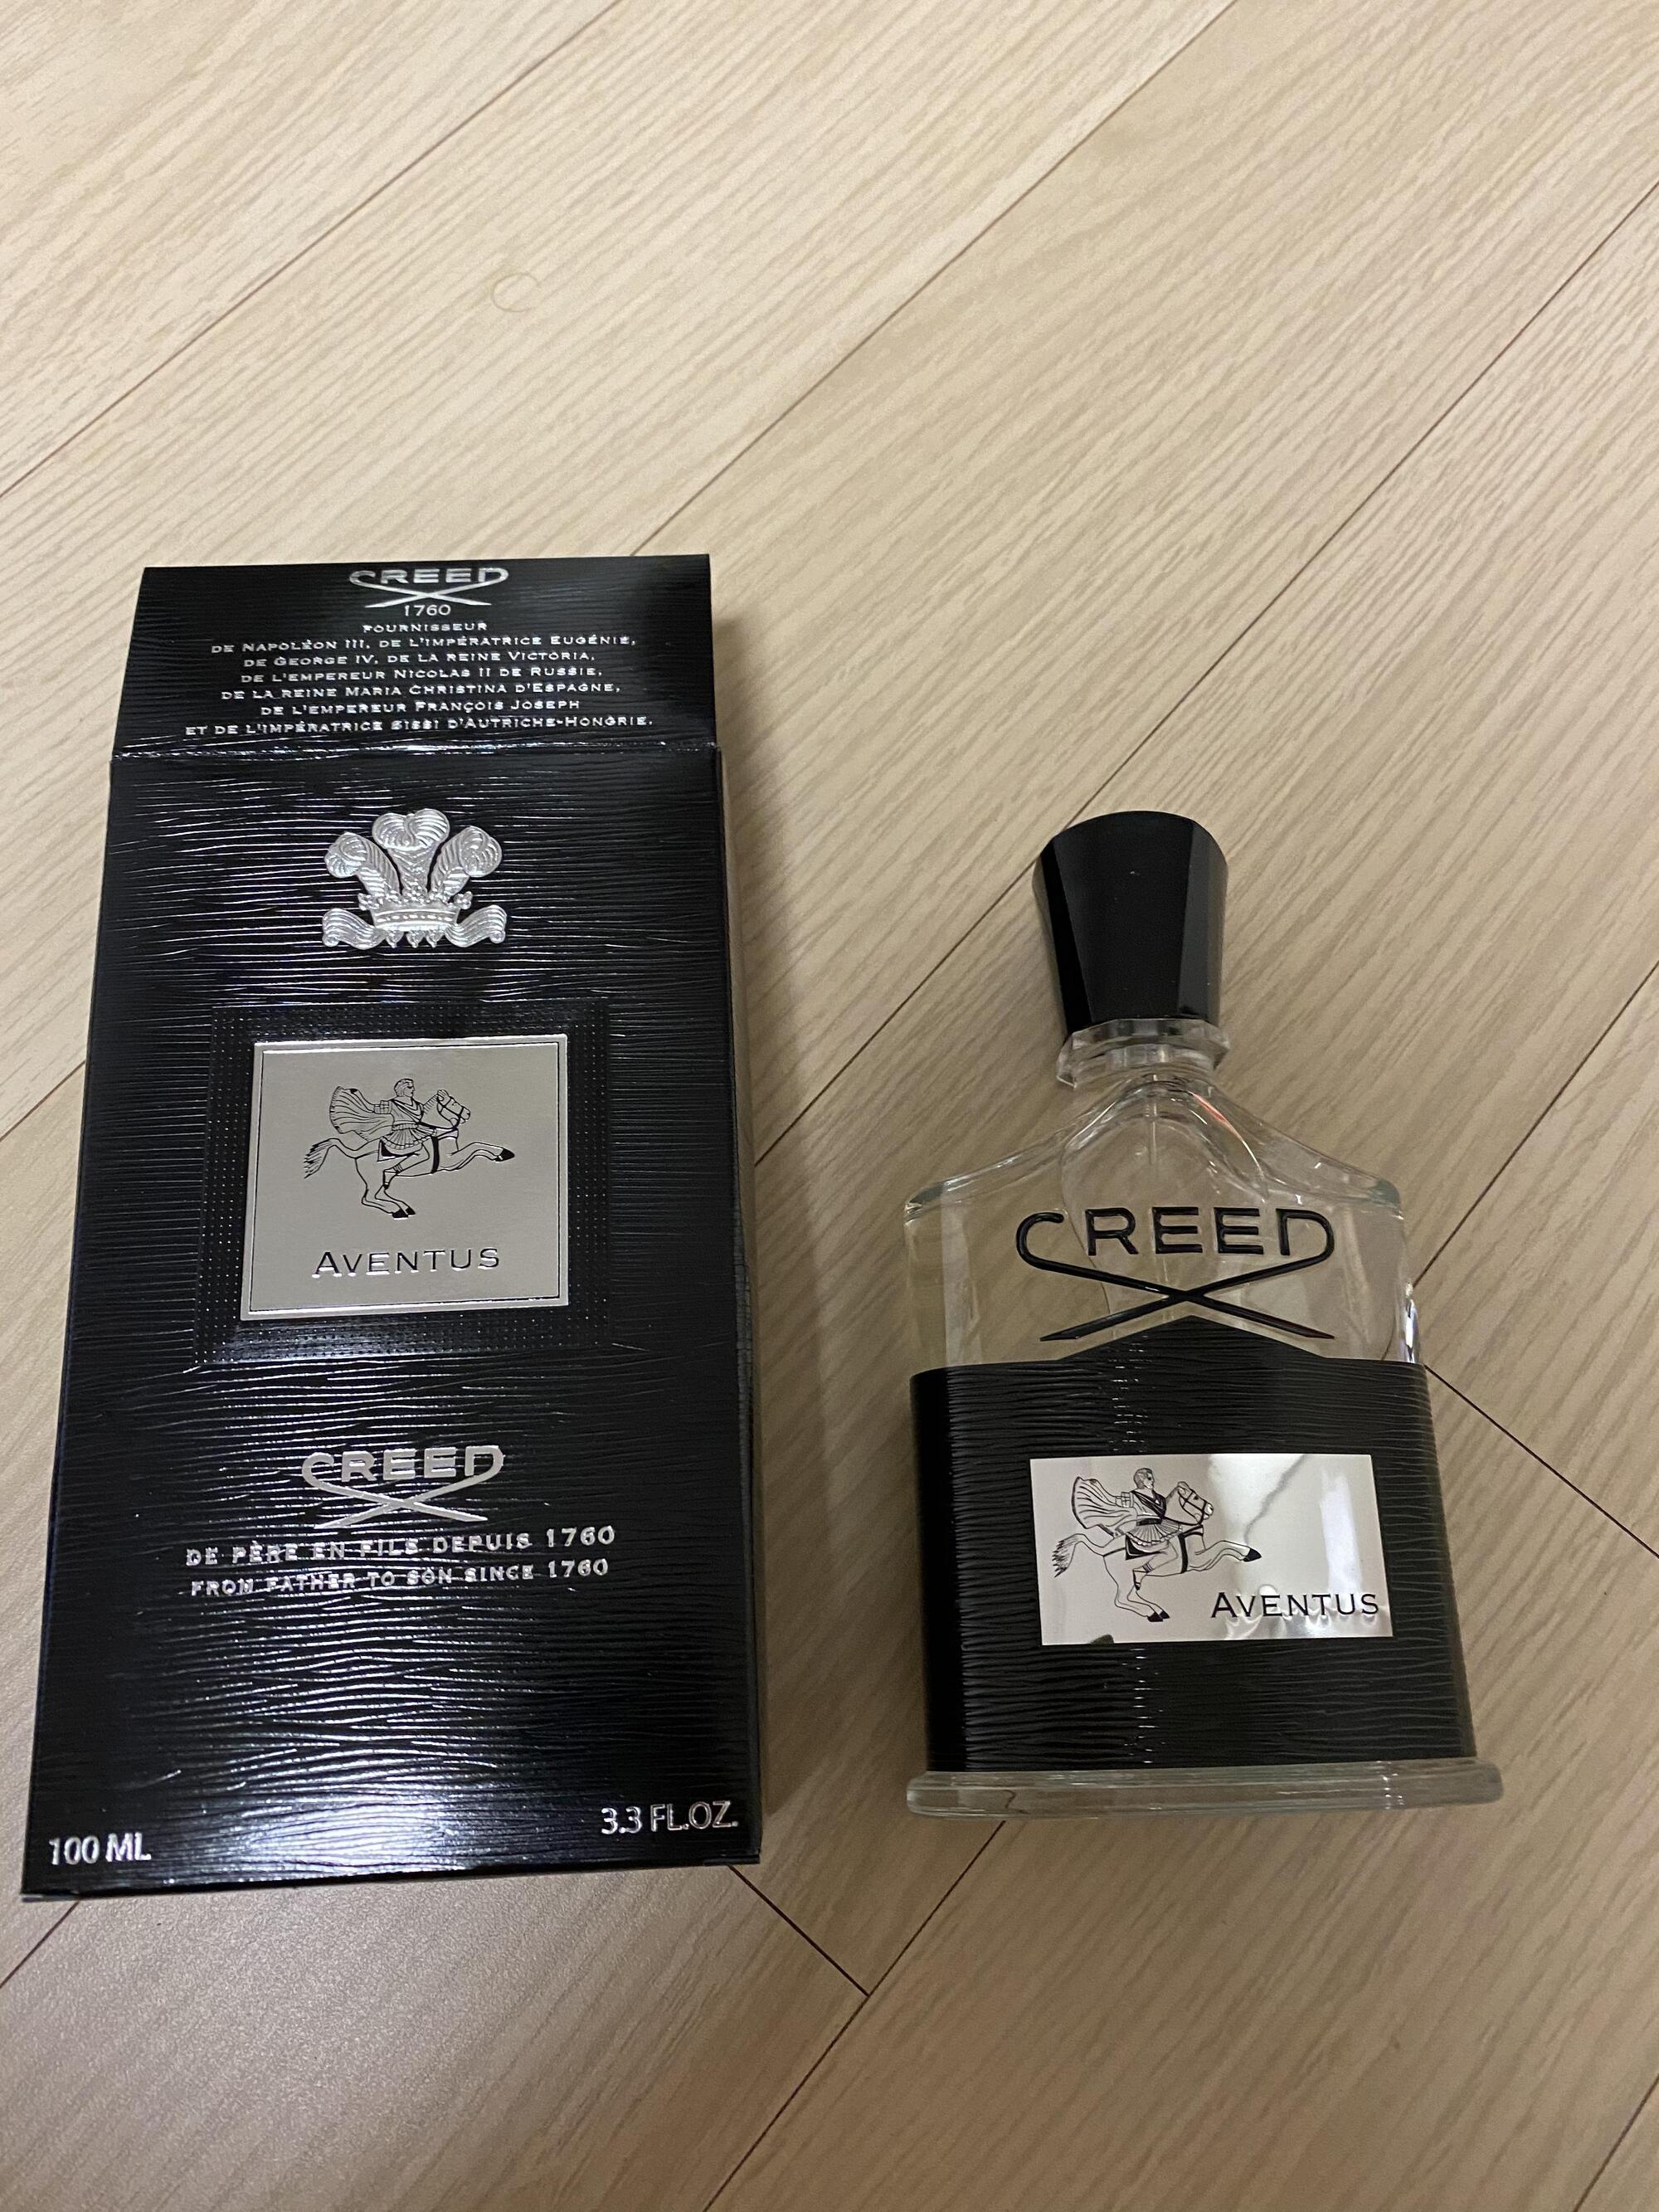 CREED
1760
FOURNISSEUR
DE NAPOLÉON III, DE L'IMPÉRATRICE EUGÉNIE,
DE GEORGE IV, DE LA REINE VICTORIA,
DE L'EMPEREUR NICOLAS II DE RUSSIE,
DE LA REINE MARIA CHRISTINA D'ESPAGNE,
DE L'EMPEREUR FRANÇOIS JOSEPH
ET DE L'IMPÉRATRICE SISSI D'AUTRICHE-HONGRIE.
AVENTUS
CREED
DE PÈRE EN FILS DEPUIS 1760
FROM FATHER TO SON SINCE 1760
100 ML
3.3 FL.OZ.
CREED
AVENTUS